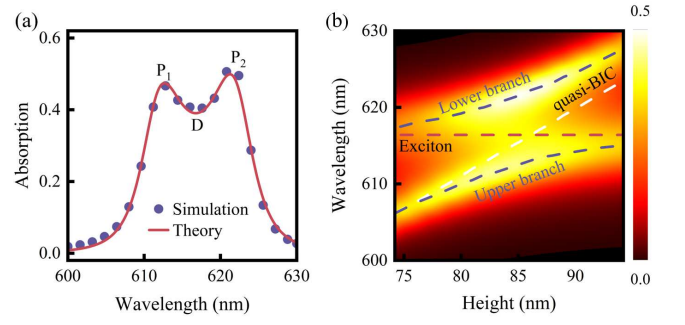 (a)
0.6
0.4
0.2
0.0
Absorption
P1
P2
D
Simulation
Theory
600
610
620
630
Wavelength (nm)
(b)
630
620
610
600
Wavelength (nm)
Lower branch
quasi-BIC
Exciton
Upper branch
75
80
85
90
Height (nm)
0.5
0.0